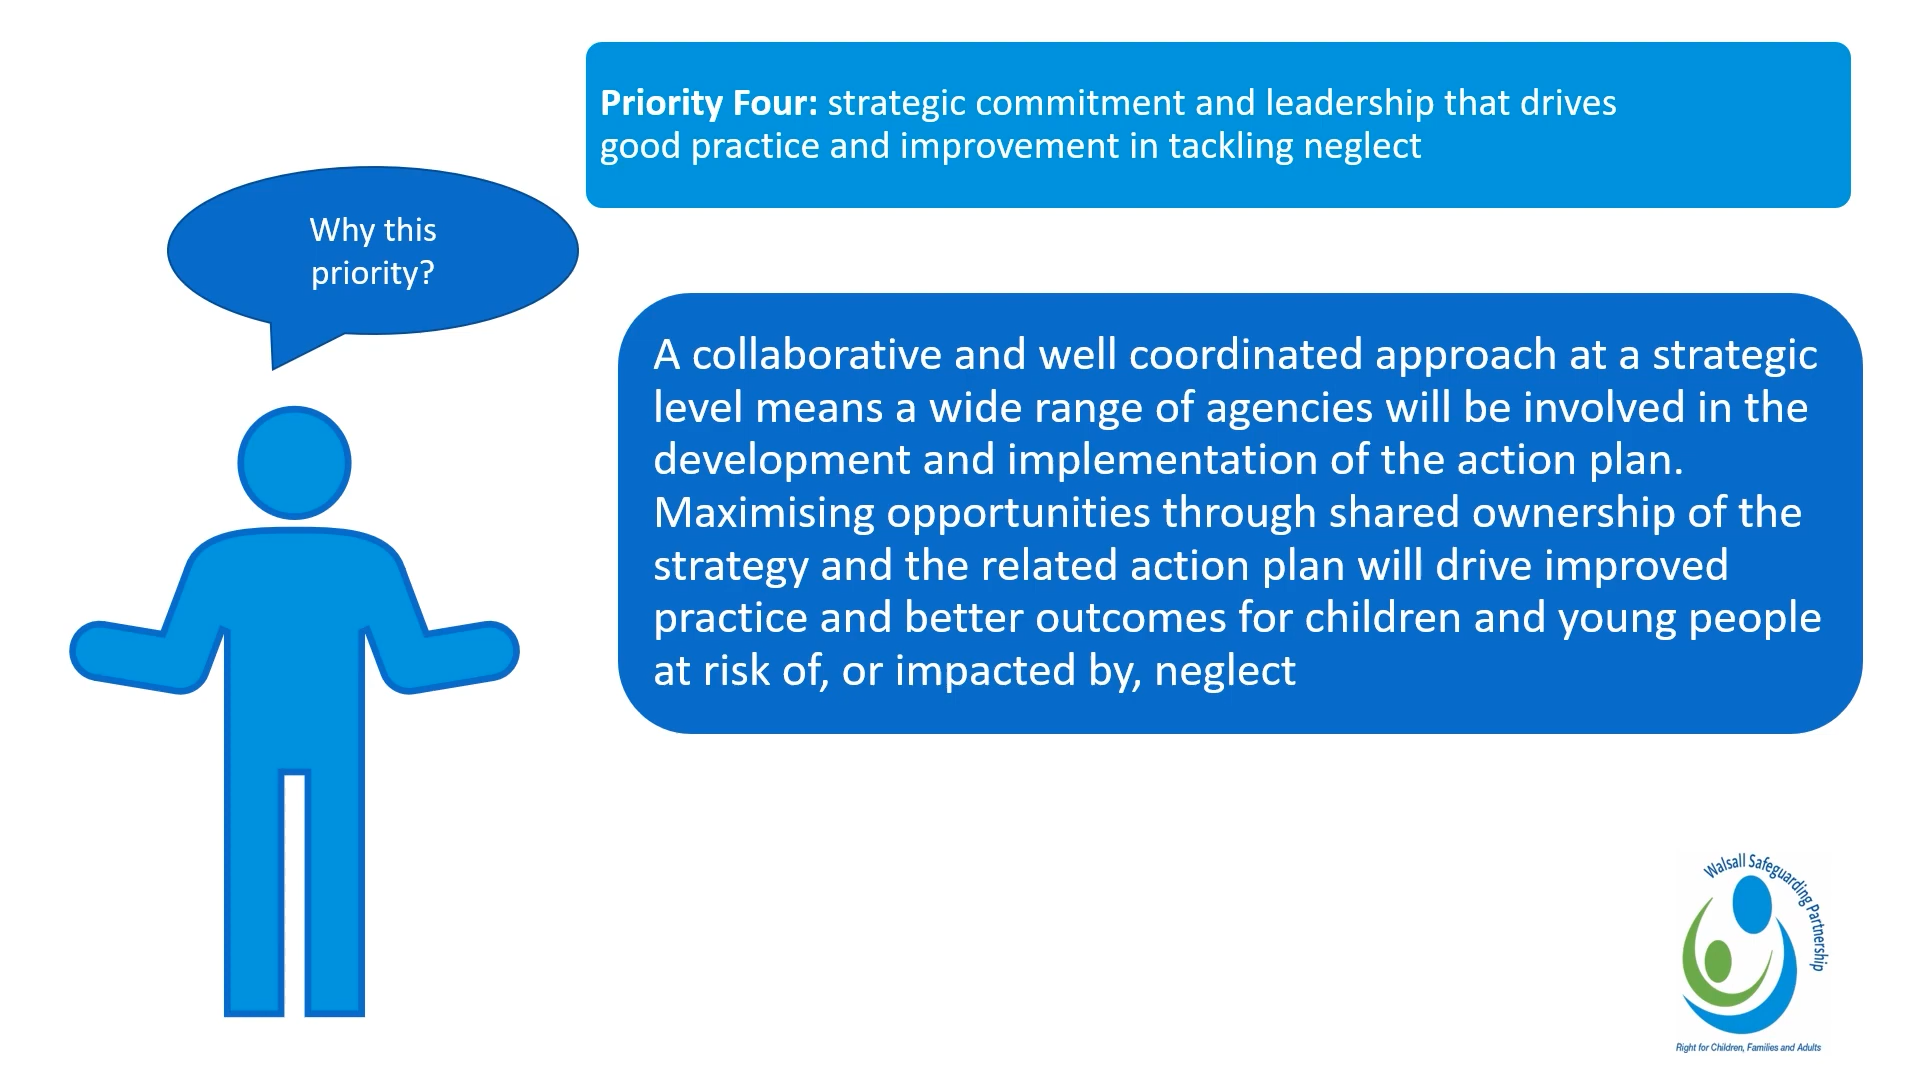 Priority Four: strategic commitment and leadership that drives
good practice and improvement in tackling neglect
Why this
priority?
A collaborative and well coordinated approach at a strategic
level means a wide range of agencies will be involved in the
development and implementation of the action plan.
Maximising opportunities through shared ownership of the
strategy and the related action plan will drive improved
practice and better outcomes for children and young people
at risk of, or impacted by, neglect
Walsall Safeguarding Partnership
Right for Children, Families and Adults